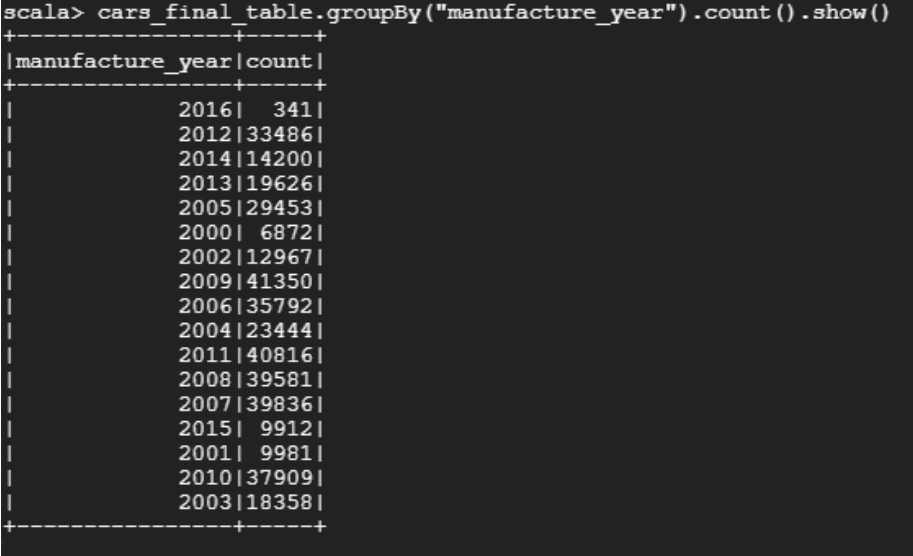 scala> cars_final_table.groupBy("manufacture_year").count().show()
+----------------+-----+
|manufacture_year|count|
+----------------+-----+
|            2016|  341|
|            2012|33486|
|            2014|14200|
|            2013|19626|
|            2005|29453|
|            2000| 6872|
|            2002|12967|
|            2009|41350|
|            2006|35792|
|            2004|23444|
|            2011|40816|
|            2008|39581|
|            2007|39836|
|            2015| 9912|
|            2001| 9981|
|            2010|37909|
|            2003|18358|
+----------------+-----+